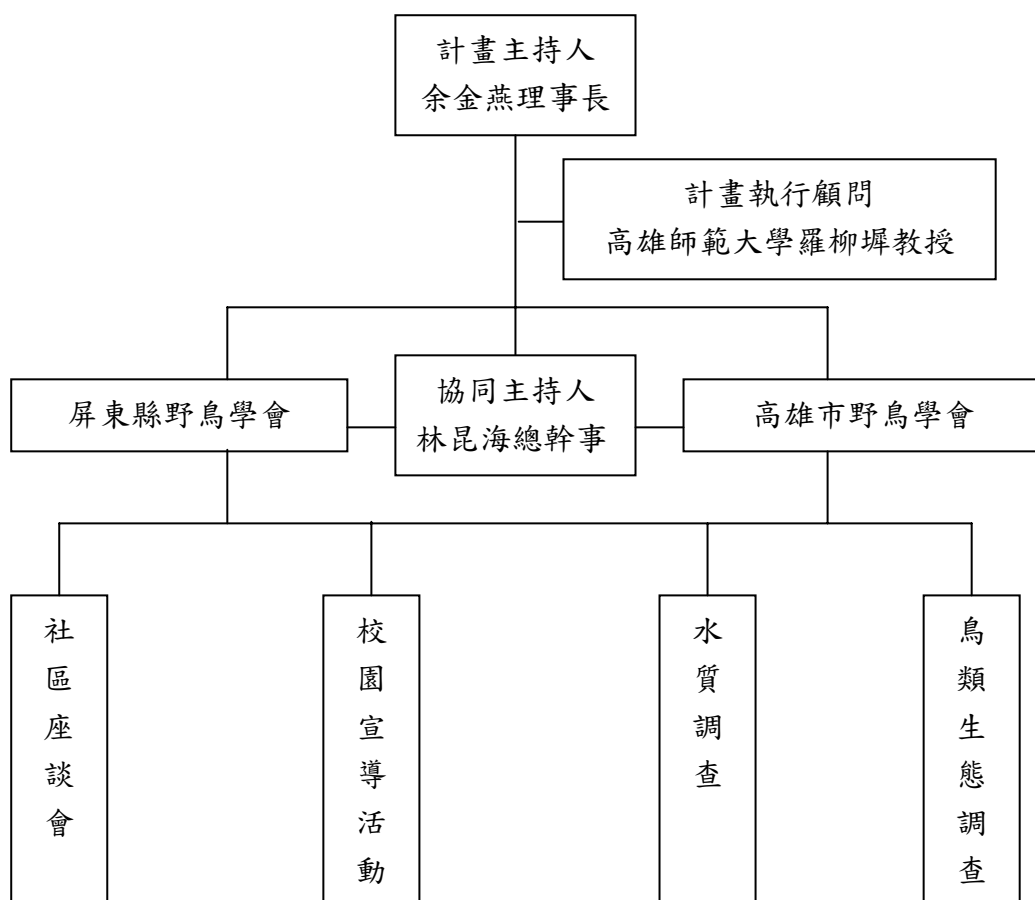 計畫主持人
余金燕理事長
計畫執行顧問
高雄師範大學羅柳墀教授
屏東縣野鳥學會
協同主持人
林昆海總幹事
高雄市野鳥學會
社區座談會
校園宣導活動
水質調查
鳥類生態調查